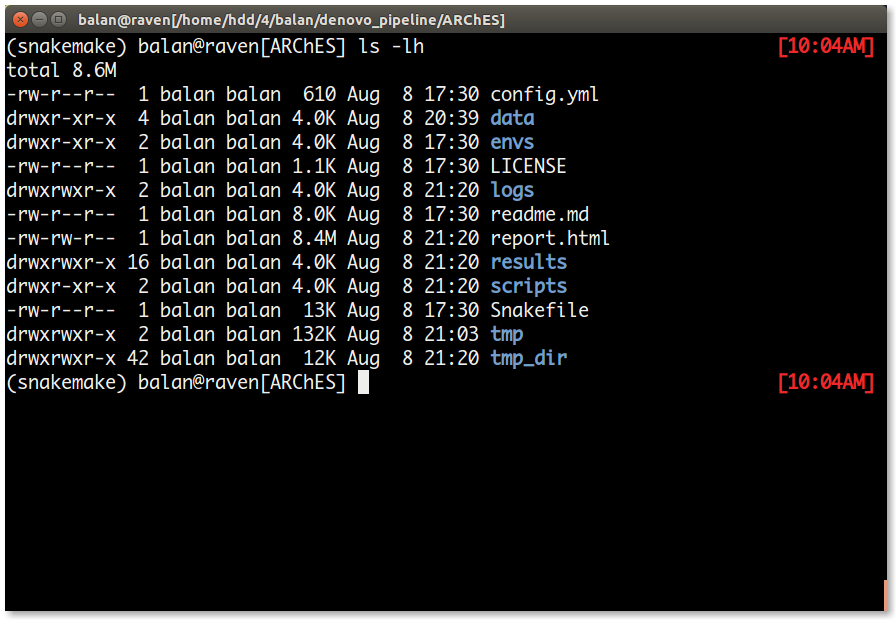 balan@raven[/home/hdd/4/balan/denovo_pipeline/ARChES]
(snakemake) balan@raven[ARChES] ls -lh [10:04AM]
total 8.6M
-rw-r--r--  1 balan balan  610 Aug  8 17:30 config.yml
drwxr-xr-x  4 balan balan 4.0K Aug  8 20:39 data
drwxr-xr-x  2 balan balan 4.0K Aug  8 17:30 envs
-rw-r--r--  1 balan balan 1.1K Aug  8 17:30 LICENSE
drwxrwxr-x  2 balan balan 4.0K Aug  8 21:20 logs
-rw-r--r--  1 balan balan 8.0K Aug  8 17:30 readme.md
-rw-rw-r--  1 balan balan 8.4M Aug  8 21:20 report.html
drwxrwxr-x 16 balan balan 4.0K Aug  8 21:20 results
drwxr-xr-x  2 balan balan 4.0K Aug  8 21:20 scripts
-rw-r--r--  1 balan balan  13K Aug  8 17:30 Snakefile
drwxrwxr-x  2 balan balan 132K Aug  8 21:03 tmp
drwxrwxr-x 42 balan balan  12K Aug  8 21:20 tmp_dir
(snakemake) balan@raven[ARChES] [10:04AM]